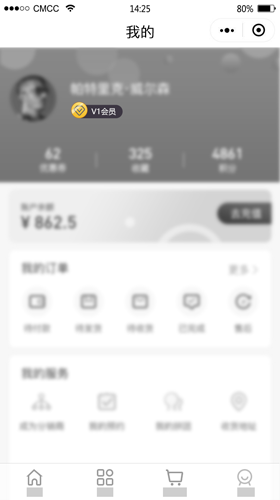 CMCC 14:25 80%
我的
帕特里克·威尔森
V1会员
62 325 4861
优惠券 收藏 积分
账户余额
¥ 862.5
去充值
我的订单 更多
待付款 待发货 待收货 已完成 售后
我的服务
成为分销商 我的预约 我的拼团 收货地址